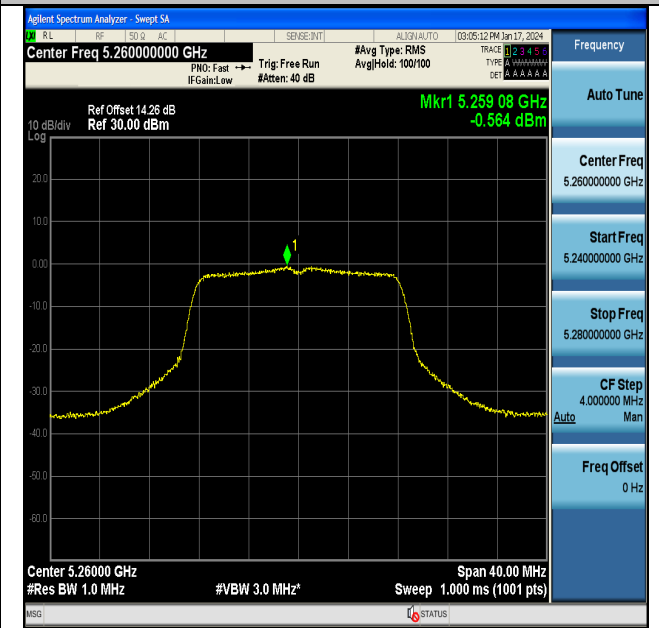 Agilent Spectrum Analyzer - Swept SA
RL RF 50 Ω AC SENSE:INT ALIGN AUTO 03:05:12 PM Jan 17, 2024
Center Freq 5.260000000 GHz
PNO: Fast
IFGain:Low
Trig: Free Run
#Atten: 40 dB
#Avg Type: RMS
Avg|Hold: 100/100
TRACE 1 2 3 4 5 6
TYPE A
DET A A A A A A
Mkr1 5.259 08 GHz
-0.564 dBm
Ref Offset 14.26 dB
10 dB/div Ref 30.00 dBm
Log
1
20.0
10.0
0.00
-10.0
-20.0
-30.0
-40.0
-50.0
-60.0
Center 5.26000 GHz Span 40.00 MHz
#Res BW 1.0 MHz #VBW 3.0 MHz* Sweep 1.000 ms (1001 pts)
MSG STATUS
Frequency
Auto Tune
Center Freq
5.260000000 GHz
Start Freq
5.240000000 GHz
Stop Freq
5.280000000 GHz
CF Step
4.000000 MHz
Auto Man
Freq Offset
0 Hz